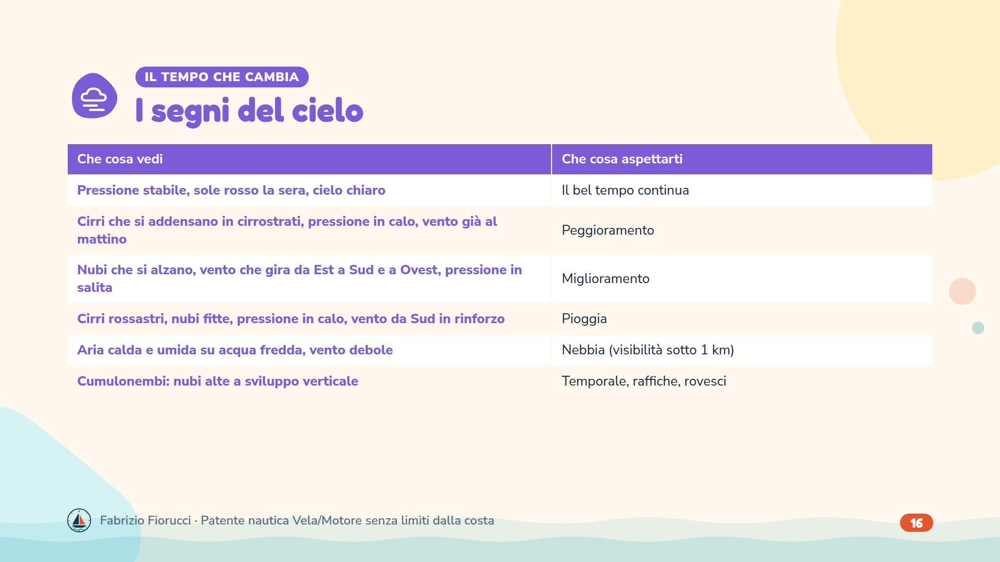 IL TEMPO CHE CAMBIA
I segni del cielo
Che cosa vedi
Che cosa aspettarti
Pressione stabile, sole rosso la sera, cielo chiaro
Il bel tempo continua
Cirri che si addensano in cirrostrati, pressione in calo, vento già al
mattino
Peggioramento
Nubi che si alzano, vento che gira da Est a Sud e a Ovest, pressione in
salita
Miglioramento
Cirri rossastri, nubi fitte, pressione in calo, vento da Sud in rinforzo
Pioggia
Aria calda e umida su acqua fredda, vento debole
Nebbia (visibilità sotto 1 km)
Cumulonembi: nubi alte a sviluppo verticale
Temporale, raffiche, rovesci
Fabrizio Fiorucci · Patente nautica Vela/Motore senza limiti dalla costa
16